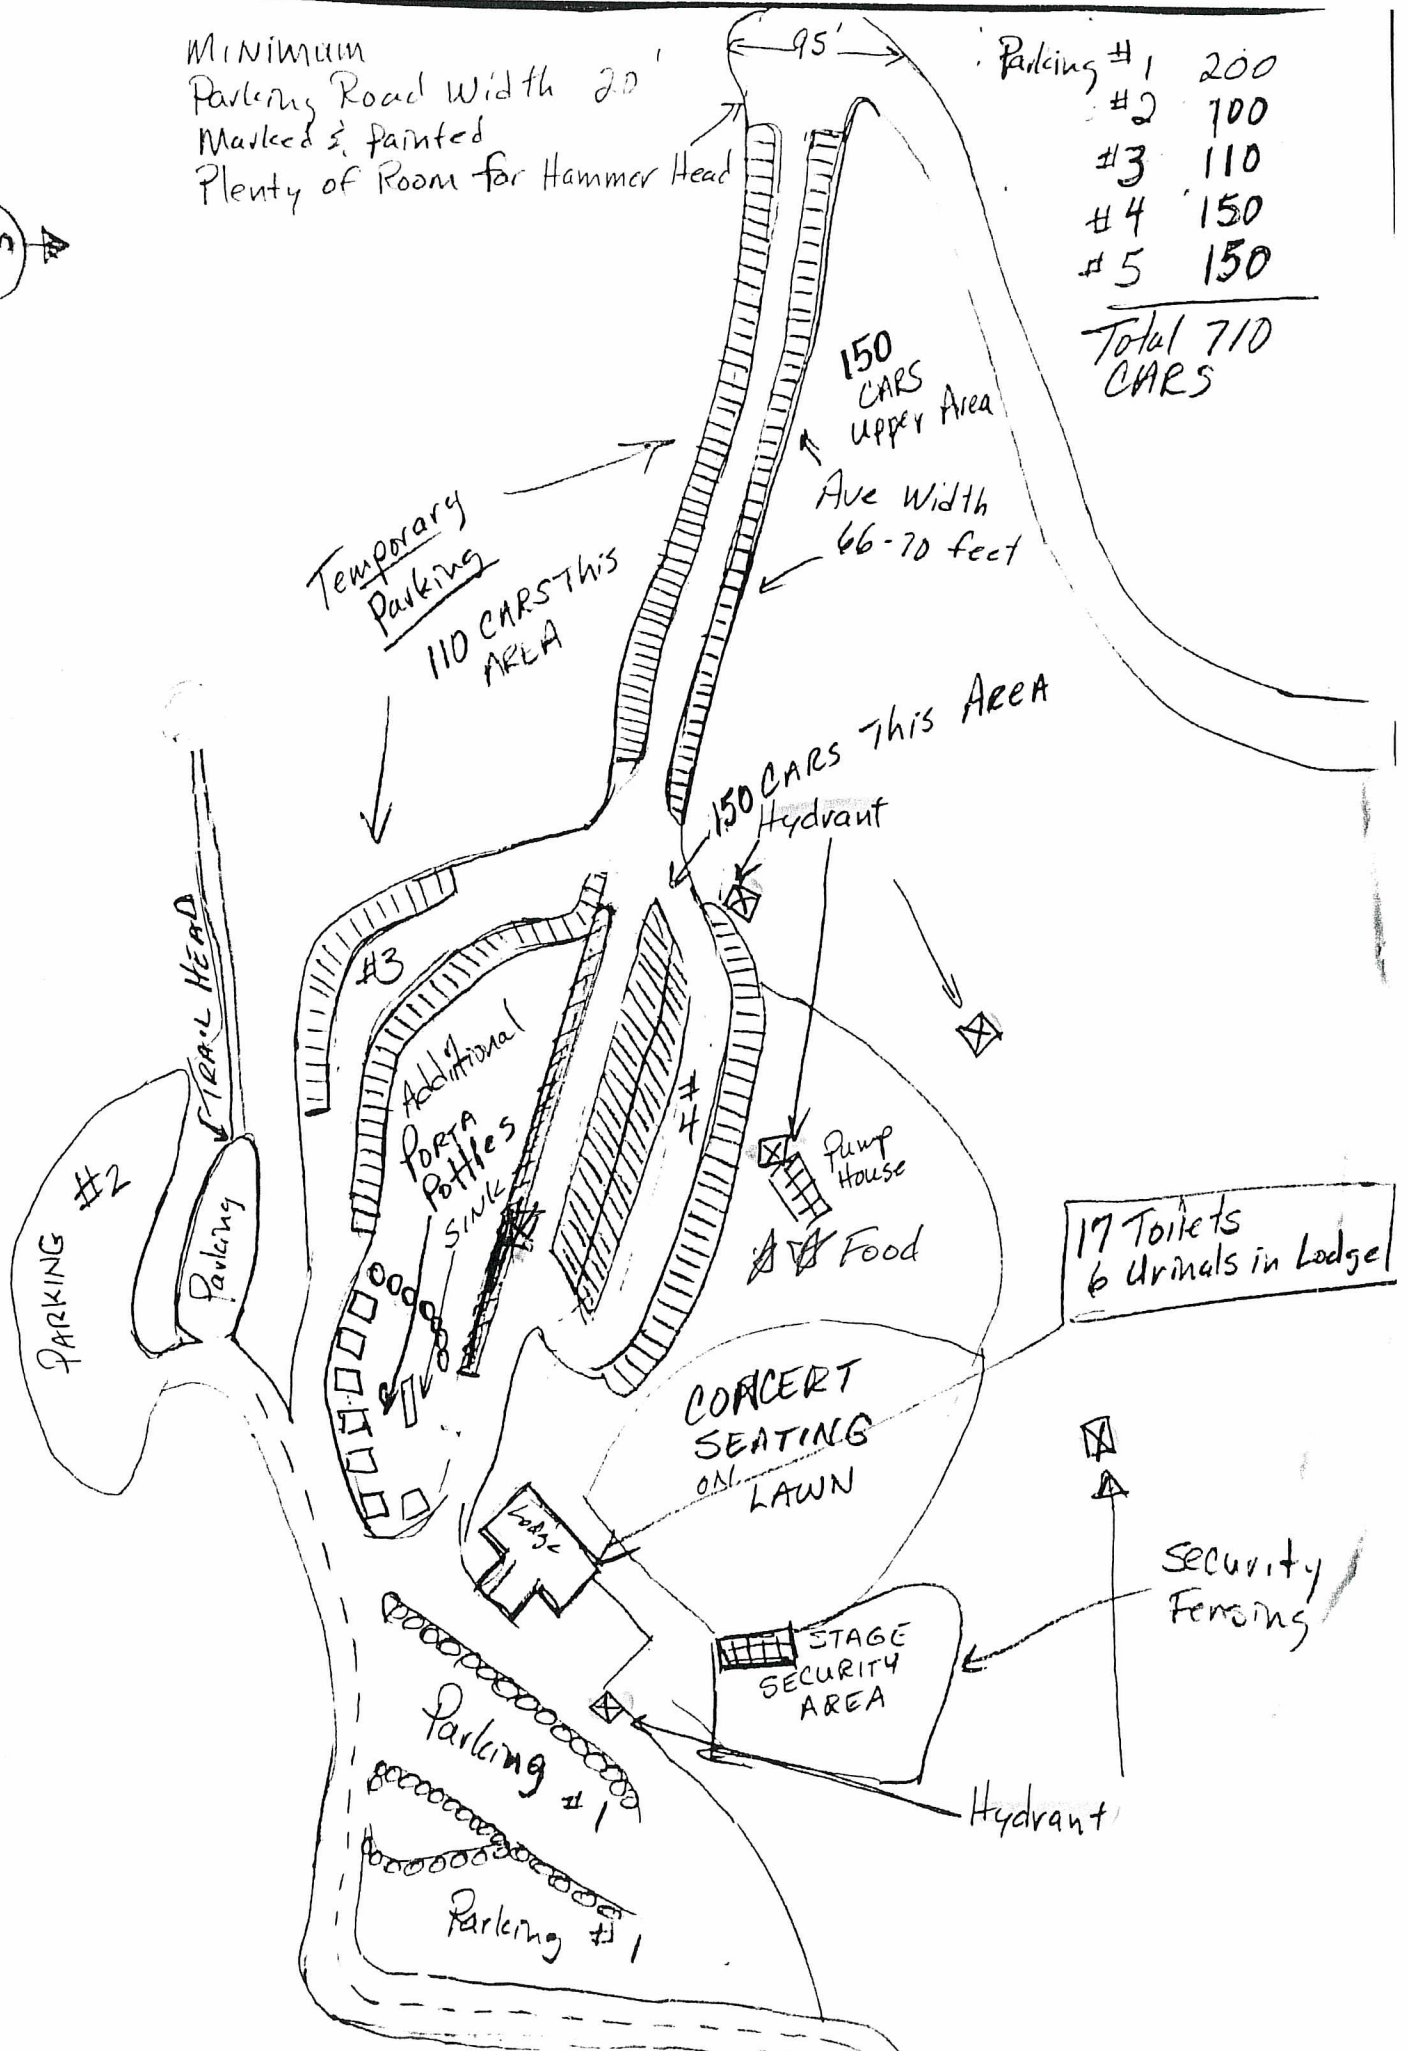 MINIMUM
Parking Road Width 20'
Marked & Painted
Plenty of Room for Hammer Head
95'
Parking #1 200
#2 100
#3 110
#4 150
#5 150
Total 710
CARS
150
CARS
Upper Area
Ave Width
66-70 feet
Temporary
Parking
110 CARS This
AREA
150 CARS This AREA
Hydrant
TRAIL HEAD
#3
Additional
PORTA
Potties
SINK
#4
Pump
House
Food
PARKING #2
Parking
17 Toilets
6 Urinals in Lodge
CONCERT
SEATING
ON
LAWN
Lodge
Security
Fencing
STAGE
SECURITY
AREA
Parking
#1
Hydrant
Parking #1